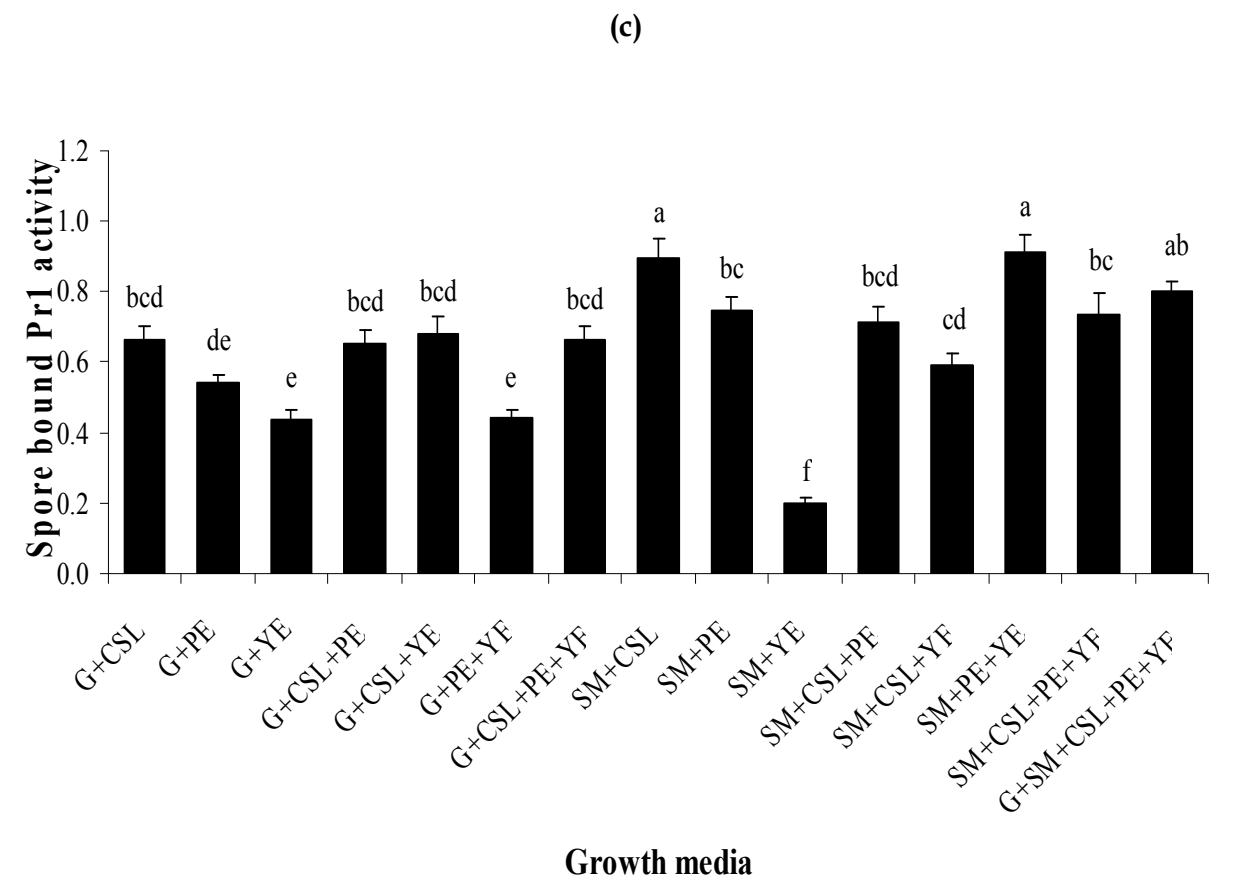 (c)
Spore bound Pr1 activity
1.2
1.0
0.8
0.6
0.4
0.2
0.0
bcd
de
e
bcd
bcd
e
bcd
a
bc
f
bcd
cd
a
bc
ab
G+CSL
G+PE
G+YE
G+CSL+PE
G+CSL+YE
G+PE+YF
G+CSL+PE+YF
SM+CSL
SM+PE
SM+YE
SM+CSL+PF
SM+CSL+YF
SM+PE+YE
SM+CSL+PE+YF
G+SM+CSL+PE+YF
Growth media